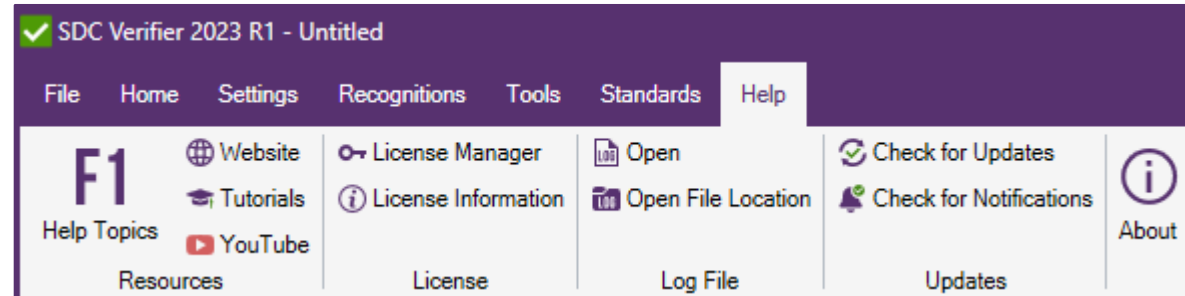 SDC Verifier 2023 R1 - Untitled
File Home Settings Recognitions Tools Standards Help
F1 Website License Manager LOG Open Check for Updates
Tutorials License Information LOG Open File Location Check for Notifications
Help Topics YouTube About
Resources License Log File Updates